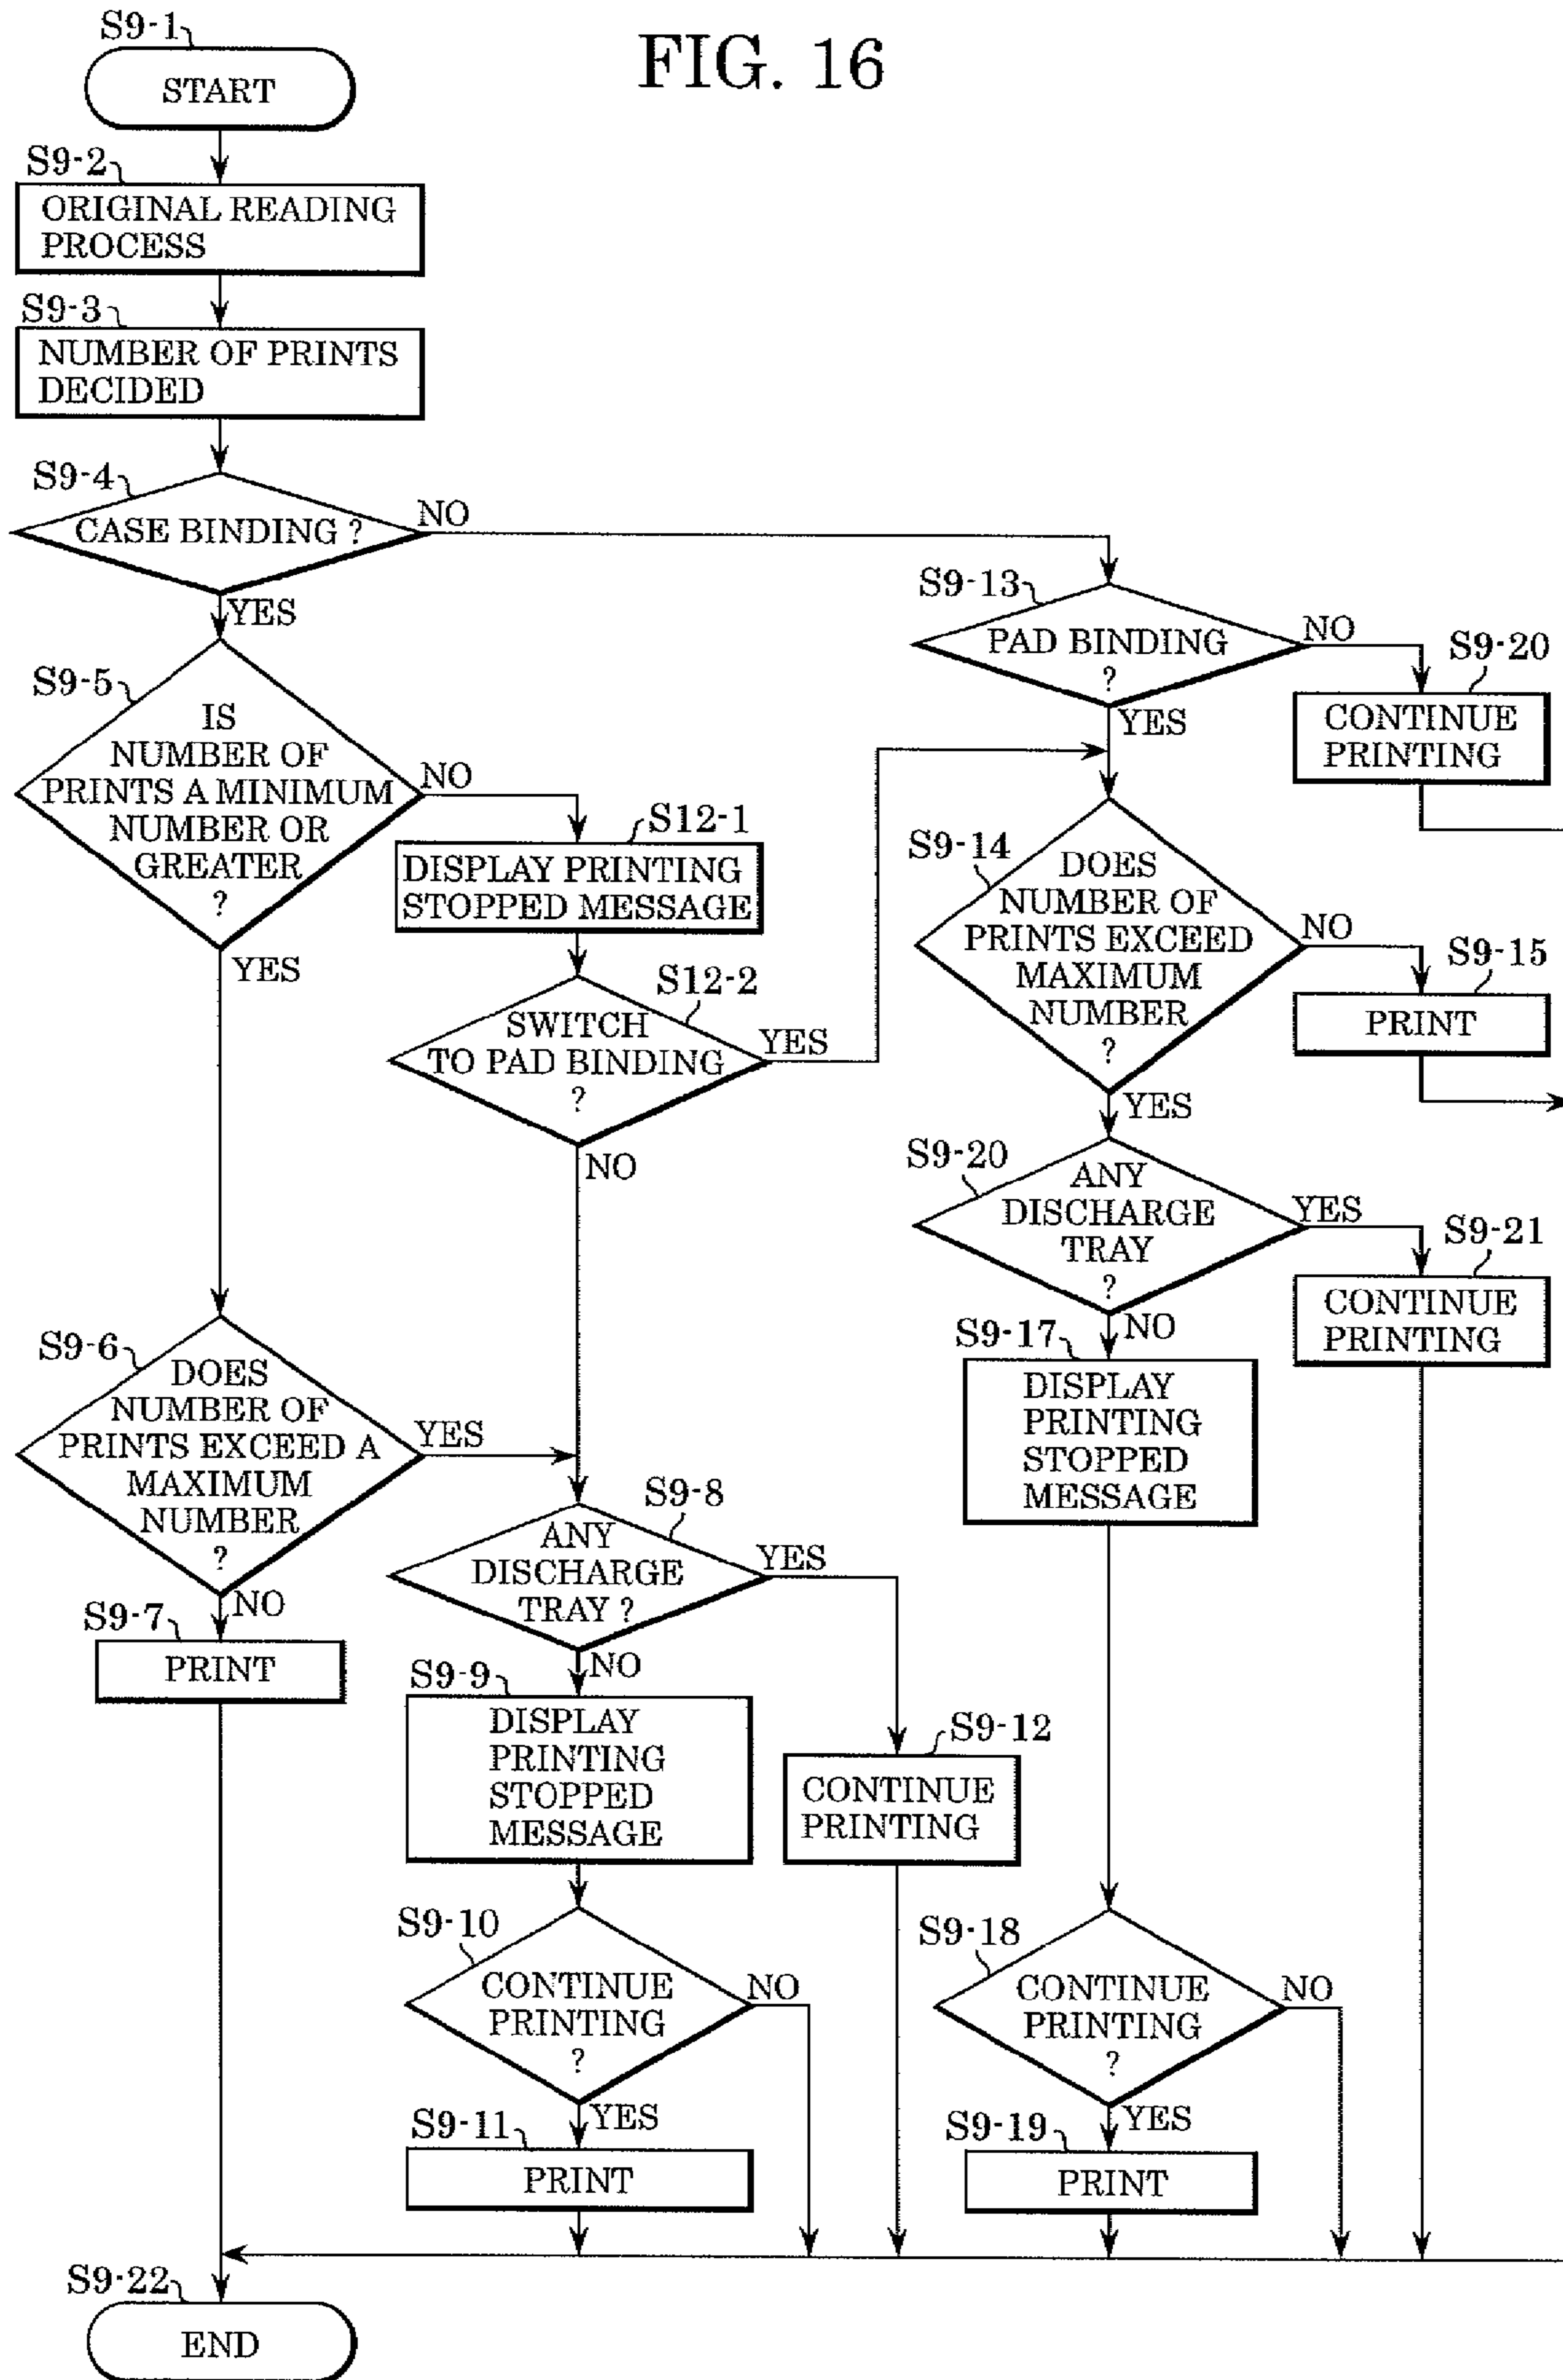 FIG. 16
S9-1
START
S9-2
ORIGINAL READING
PROCESS
S9-3
NUMBER OF PRINTS
DECIDED
S9-4
CASE BINDING ?
NO
YES
S9-5
IS
NUMBER OF
PRINTS A MINIMUM
NUMBER OR
GREATER
?
NO
YES
S12-1
DISPLAY PRINTING
STOPPED MESSAGE
S12-2
SWITCH
TO PAD BINDING
?
YES
NO
S9-6
DOES
NUMBER OF
PRINTS EXCEED A
MAXIMUM
NUMBER
?
YES
NO
S9-7
PRINT
S9-8
ANY
DISCHARGE
TRAY ?
YES
NO
S9-9
DISPLAY
PRINTING
STOPPED
MESSAGE
S9-12
CONTINUE
PRINTING
S9-10
CONTINUE
PRINTING
?
NO
YES
S9-11
PRINT
S9-13
PAD BINDING
?
NO
YES
S9-20
CONTINUE
PRINTING
S9-14
DOES
NUMBER OF
PRINTS EXCEED
MAXIMUM
NUMBER
?
NO
YES
S9-15
PRINT
S9-20
ANY
DISCHARGE
TRAY
?
YES
NO
S9-21
CONTINUE
PRINTING
S9-17
DISPLAY
PRINTING
STOPPED
MESSAGE
S9-18
CONTINUE
PRINTING
?
NO
YES
S9-19
PRINT
S9-22
END